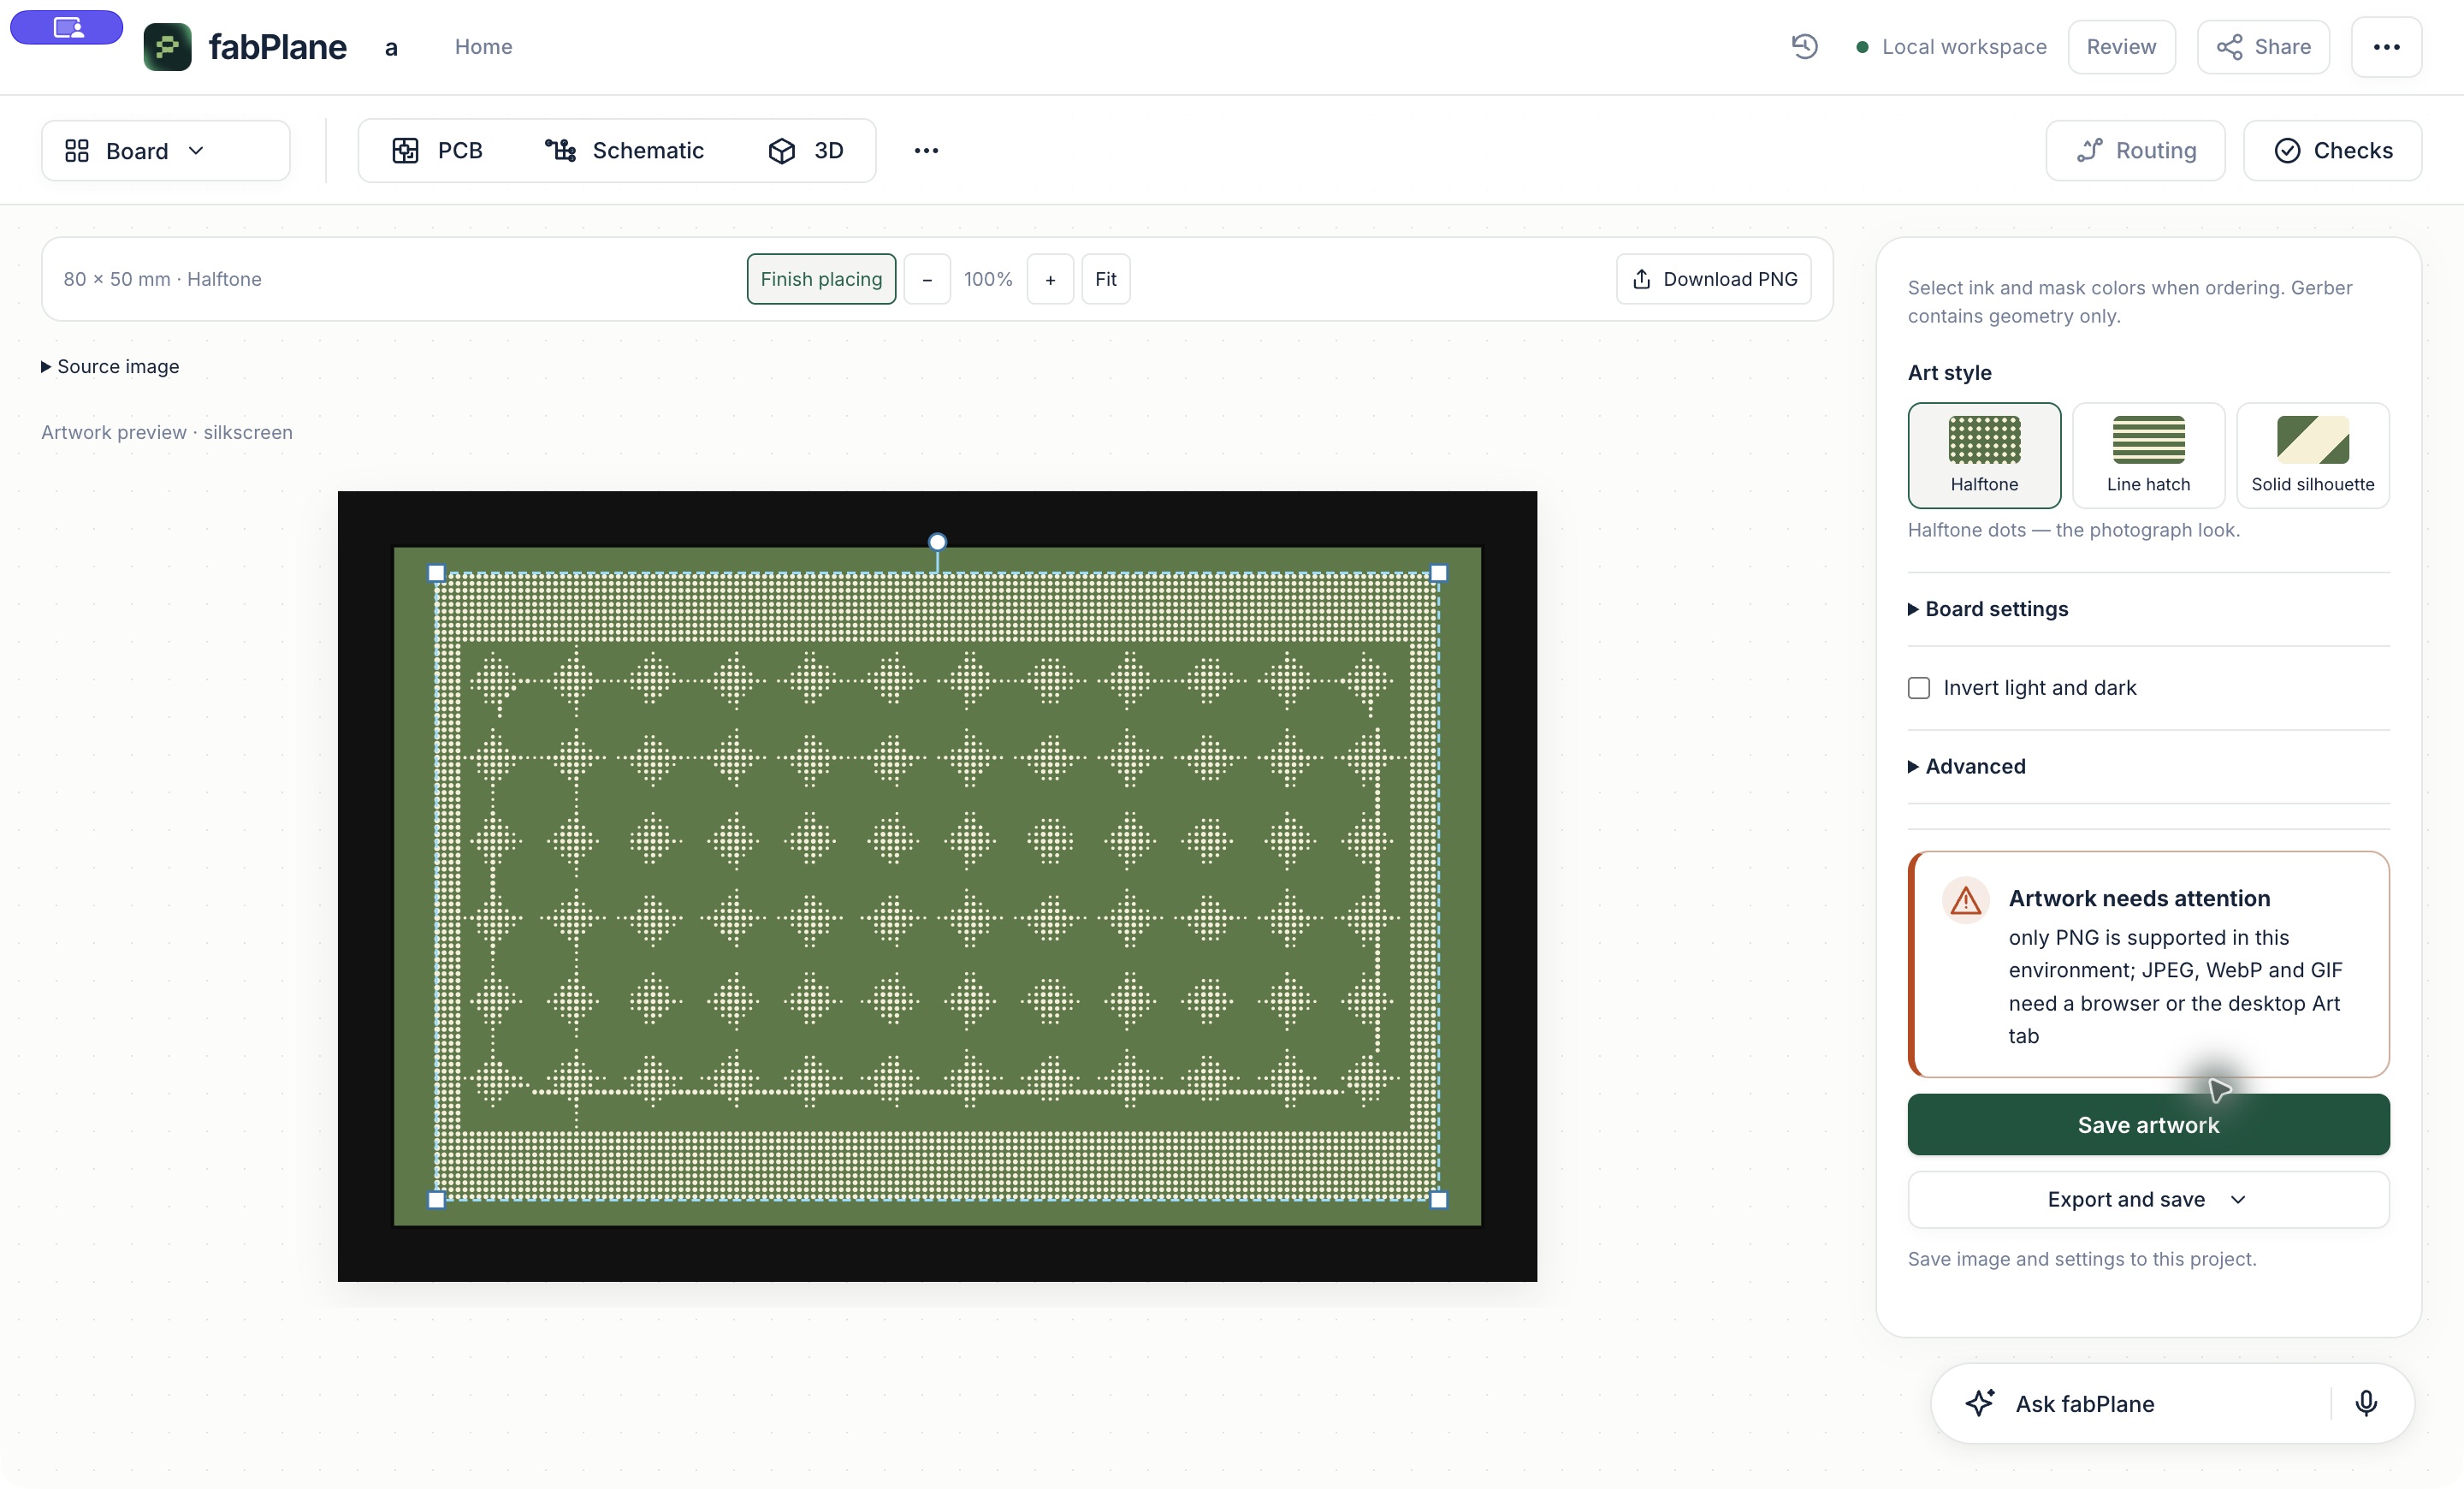 fabPlane
a
Home
Local workspace
Review
Share
Board
PCB
Schematic
3D
Routing
Checks
80 × 50 mm · Halftone
Finish placing
−
100%
+
Fit
Download PNG
Source image
Artwork preview · silkscreen
Select ink and mask colors when ordering. Gerber
contains geometry only.
Art style
Halftone
Line hatch
Solid silhouette
Halftone dots — the photograph look.
Board settings
Invert light and dark
Advanced
Artwork needs attention
only PNG is supported in this
environment; JPEG, WebP and GIF
need a browser or the desktop Art
tab
Save artwork
Export and save
Save image and settings to this project.
Ask fabPlane